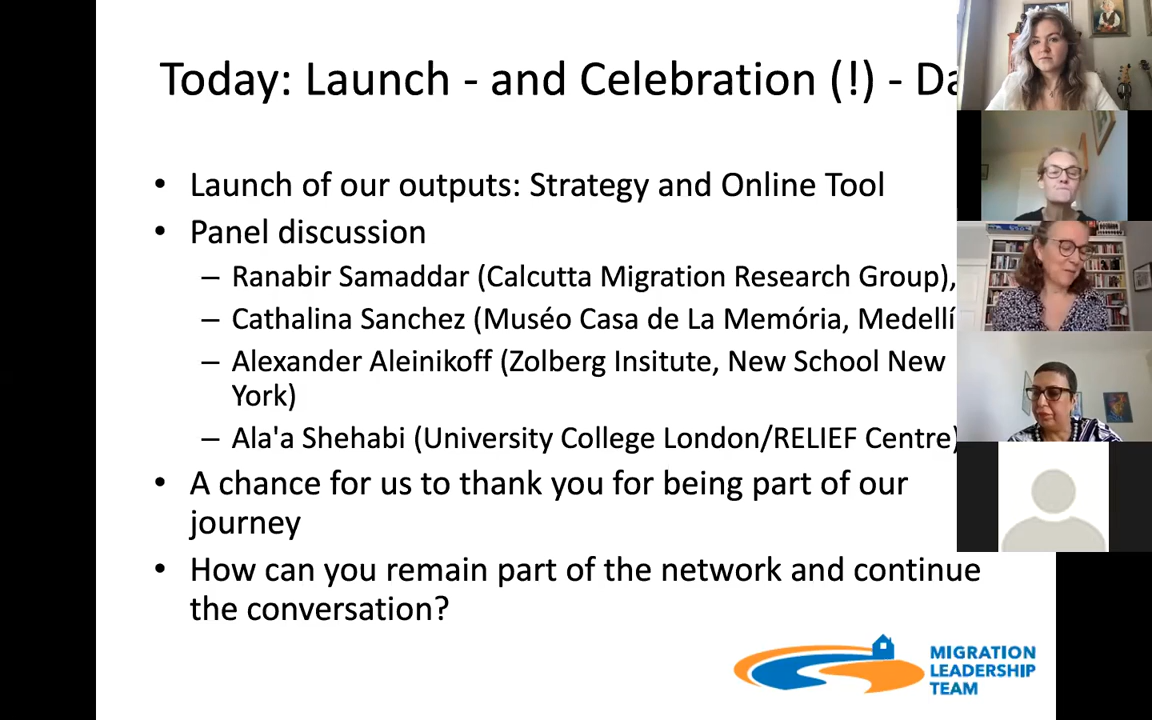 Today: Launch - and Celebration (!) - Da
• Launch of our outputs: Strategy and Online Tool
• Panel discussion
– Ranabir Samaddar (Calcutta Migration Research Group),
– Cathalina Sanchez (Muséo Casa de La Memória, Medellí
– Alexander Aleinikoff (Zolberg Insitute, New School New
York)
– Ala'a Shehabi (University College London/RELIEF Centre)
• A chance for us to thank you for being part of our
journey
• How can you remain part of the network and continue
the conversation?
MIGRATION
LEADERSHIP
TEAM